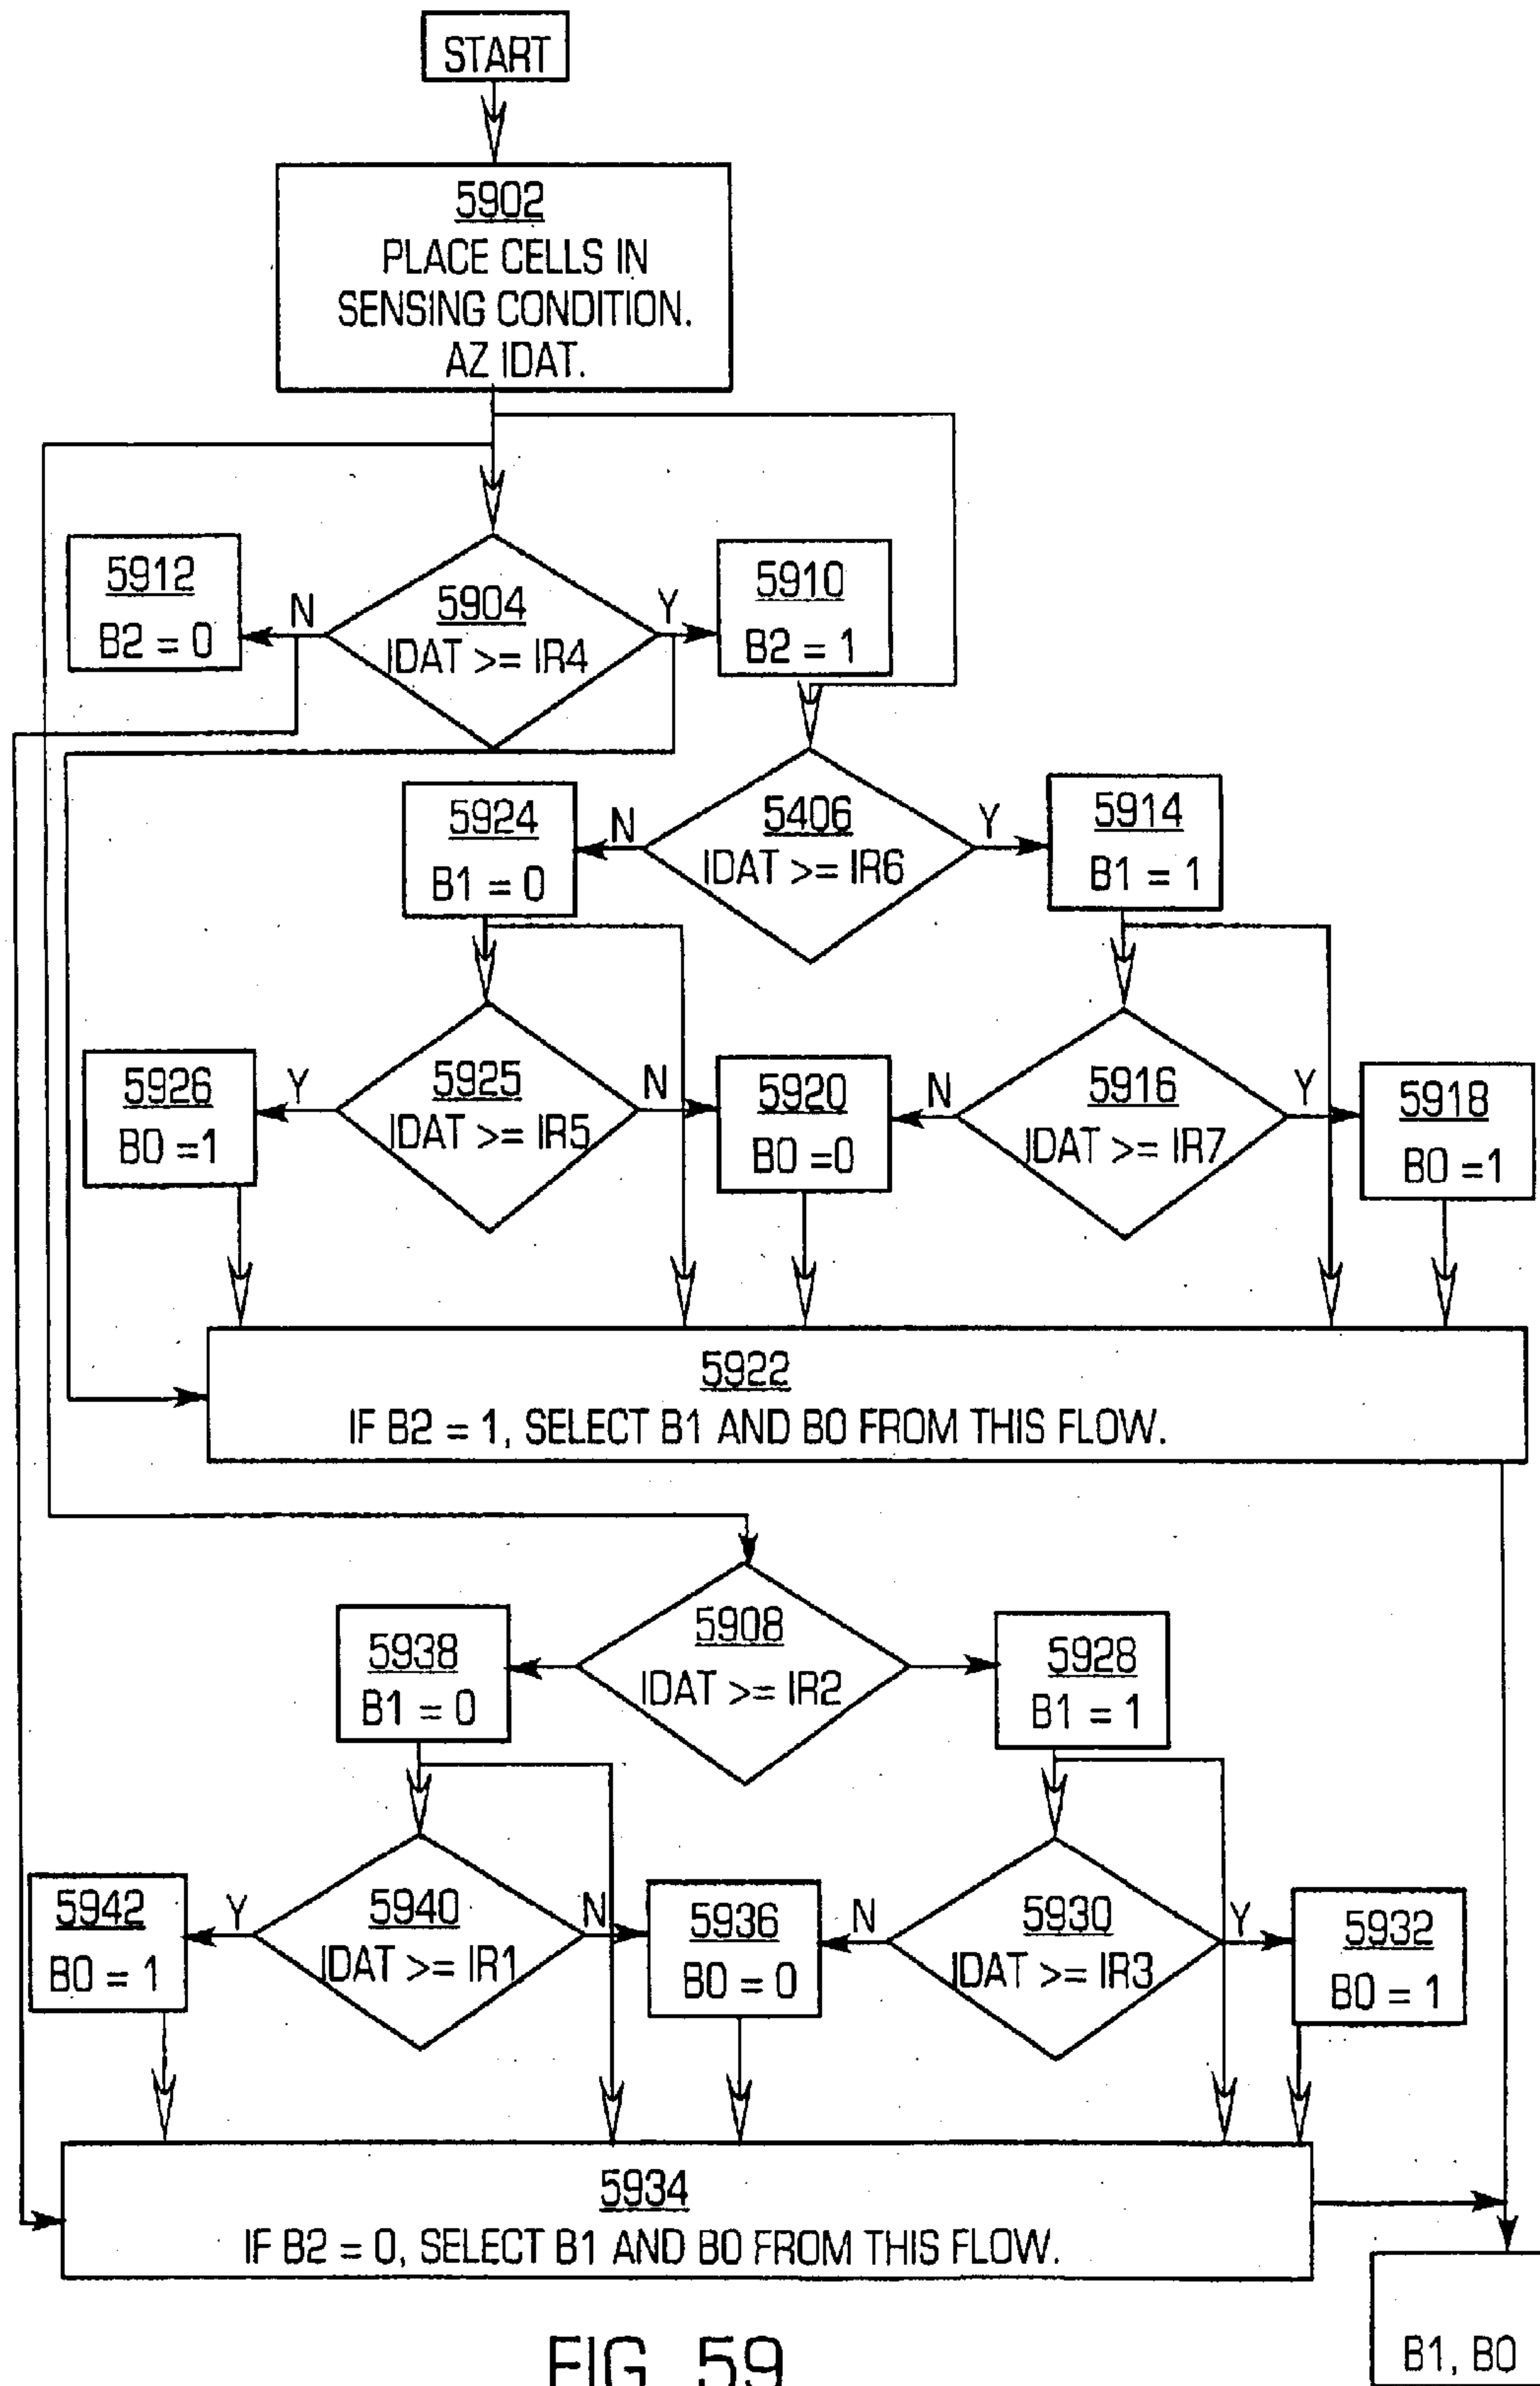 START
5902
PLACE CELLS IN
SENSING CONDITION.
AZ IDAT.
5912
B2 = 0
N
5904
IDAT >= IR4
Y
5910
B2 = 1
5924
B1 = 0
N
5406
IDAT >= IR6
Y
5914
B1 = 1
5926
B0 =1
Y
5925
IDAT >= IR5
N
5920
B0 =0
N
5916
IDAT >= IR7
Y
5918
B0 =1
5922
IF B2 = 1, SELECT B1 AND B0 FROM THIS FLOW.
5938
B1 = 0
5908
IDAT >= IR2
5928
B1 = 1
5942
B0 = 1
Y
5940
IDAT >= IR1
N
5936
B0 = 0
N
5930
IDAT >= IR3
Y
5932
B0 = 1
5934
IF B2 = 0, SELECT B1 AND B0 FROM THIS FLOW.
B1, B0
FIG. 59